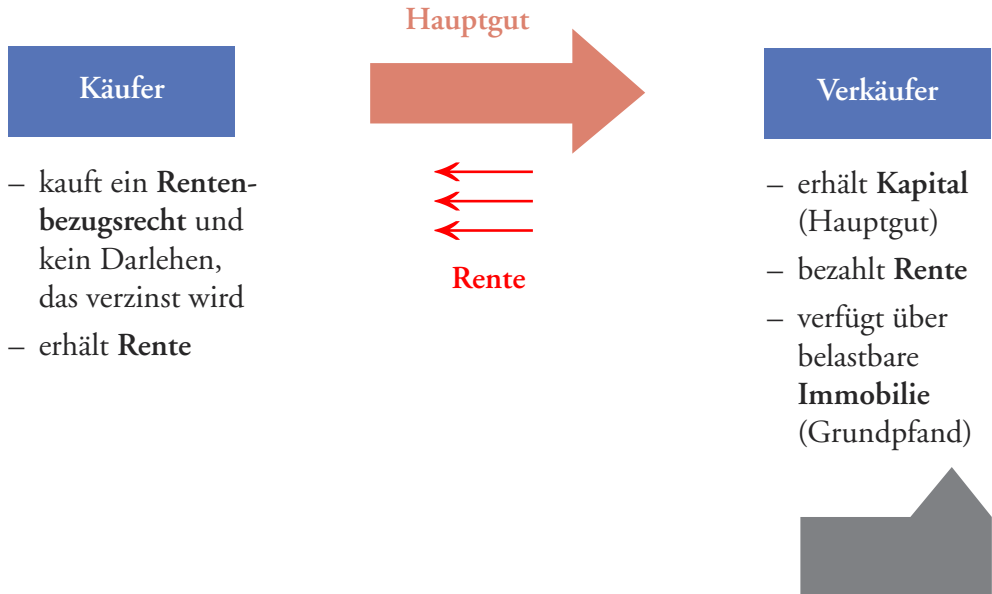 Hauptgut
Käufer
– kauft ein Renten-
bezugsrecht und
kein Darlehen,
das verzinst wird
– erhält Rente
Rente
Verkäufer
– erhält Kapital
(Hauptgut)
– bezahlt Rente
– verfügt über
belastbare
Immobilie
(Grundpfand)